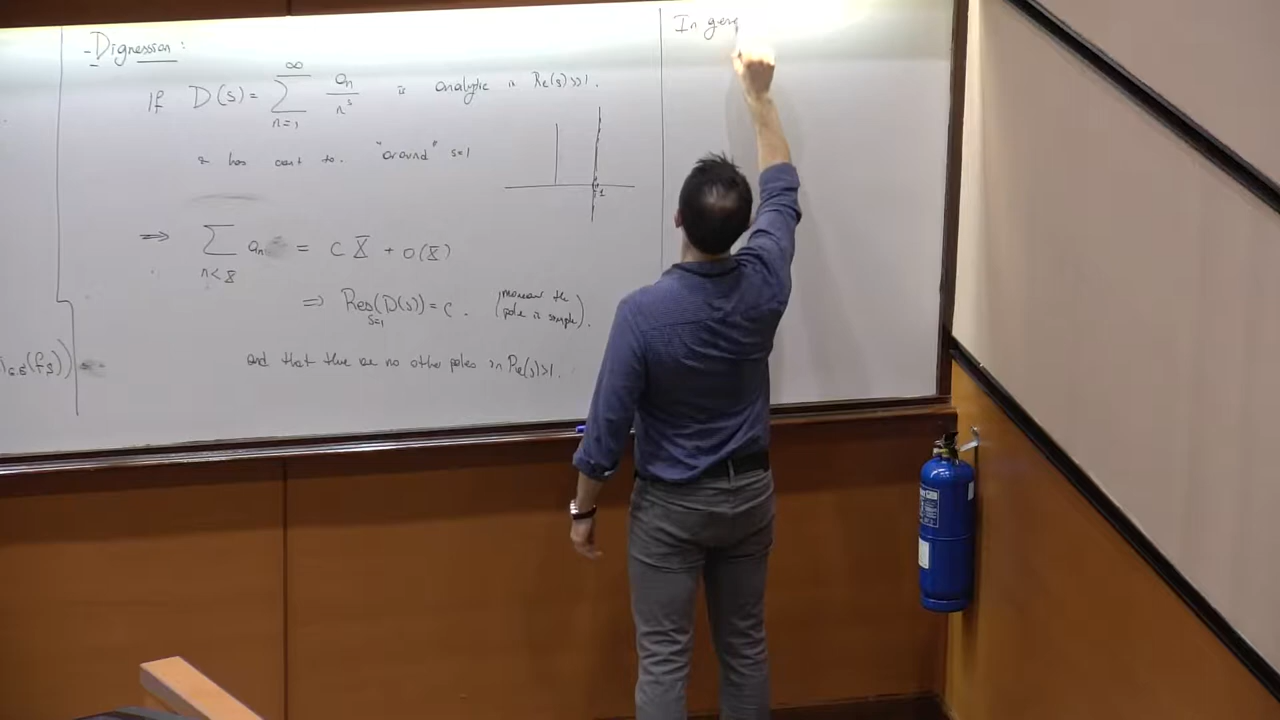 - Digression:
If D(s) = ∑_{n=1}^{∞} a_n / n^s is analytic in Re(s)>>1.
& has cont to. "around" s=1
1
⇒ ∑_{n<X} a_n = c X + o(X)
⇒ Res_{s=1}(D(s)) = c. (moreover the pole is simple).
and that there are no other poles in Re(s)>1.
(f,s))
In gene